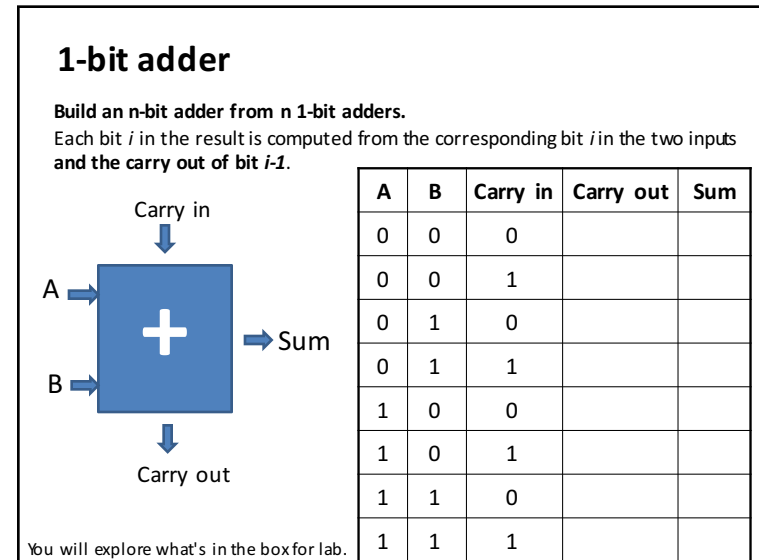 1-bit adder
Build an n-bit adder from n 1-bit adders.
Each bit i in the result is computed from the corresponding bit i in the two inputs
and the carry out of bit i-1.
Carry in
A
B
+
Sum
Carry out
You will explore what's in the box for lab.
A B Carry in Carry out Sum
0 0 0
0 0 1
0 1 0
0 1 1
1 0 0
1 0 1
1 1 0
1 1 1